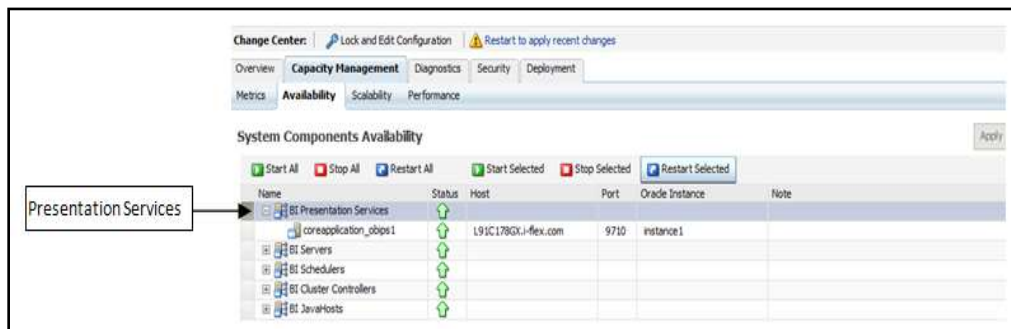 Change Center: Lock and Edit Configuration Restart to apply recent changes
Overview Capacity Management Diagnostics Security Deployment
Metrics Availability Scalability Performance
System Components Availability Apply
Start All Stop All Restart All Start Selected Stop Selected Restart Selected
Name Status Host Port Oracle Instance Note
Presentation Services
BI Presentation Services
coreapplication_obips1 L91C178GX.i-flex.com 9710 instance1
BI Servers
BI Schedulers
BI Cluster Controllers
BI JavaHosts